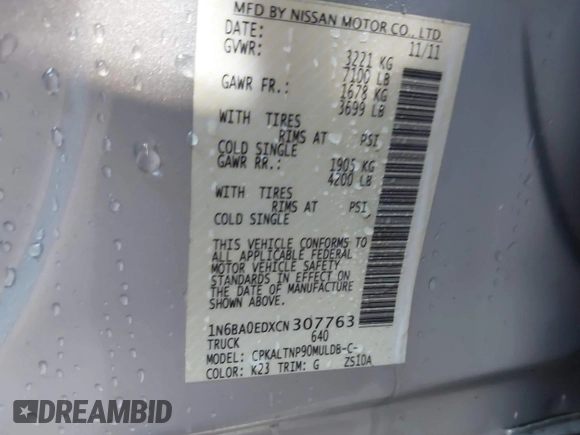 MFD BY NISSAN MOTOR CO., LTD.
DATE: 11/11
GVWR: 3221 KG
7100 LB
GAWR FR.: 1678 KG
3699 LB
WITH TIRES
RIMS AT PSI
COLD SINGLE
GAWR RR.: 1905 KG
4200 LB
WITH TIRES
RIMS AT PSI
COLD SINGLE
THIS VEHICLE CONFORMS TO
ALL APPLICABLE FEDERAL
MOTOR VEHICLE SAFETY
STANDARDS IN EFFECT ON
THE DATE OF MANUFACTURE
SHOWN ABOVE.
1N6BA0EDXCN307763
TRUCK 640
MODEL: CPKALTNP90MULDB-C-
COLOR: K23 TRIM: G ZS10A
DREAMBID